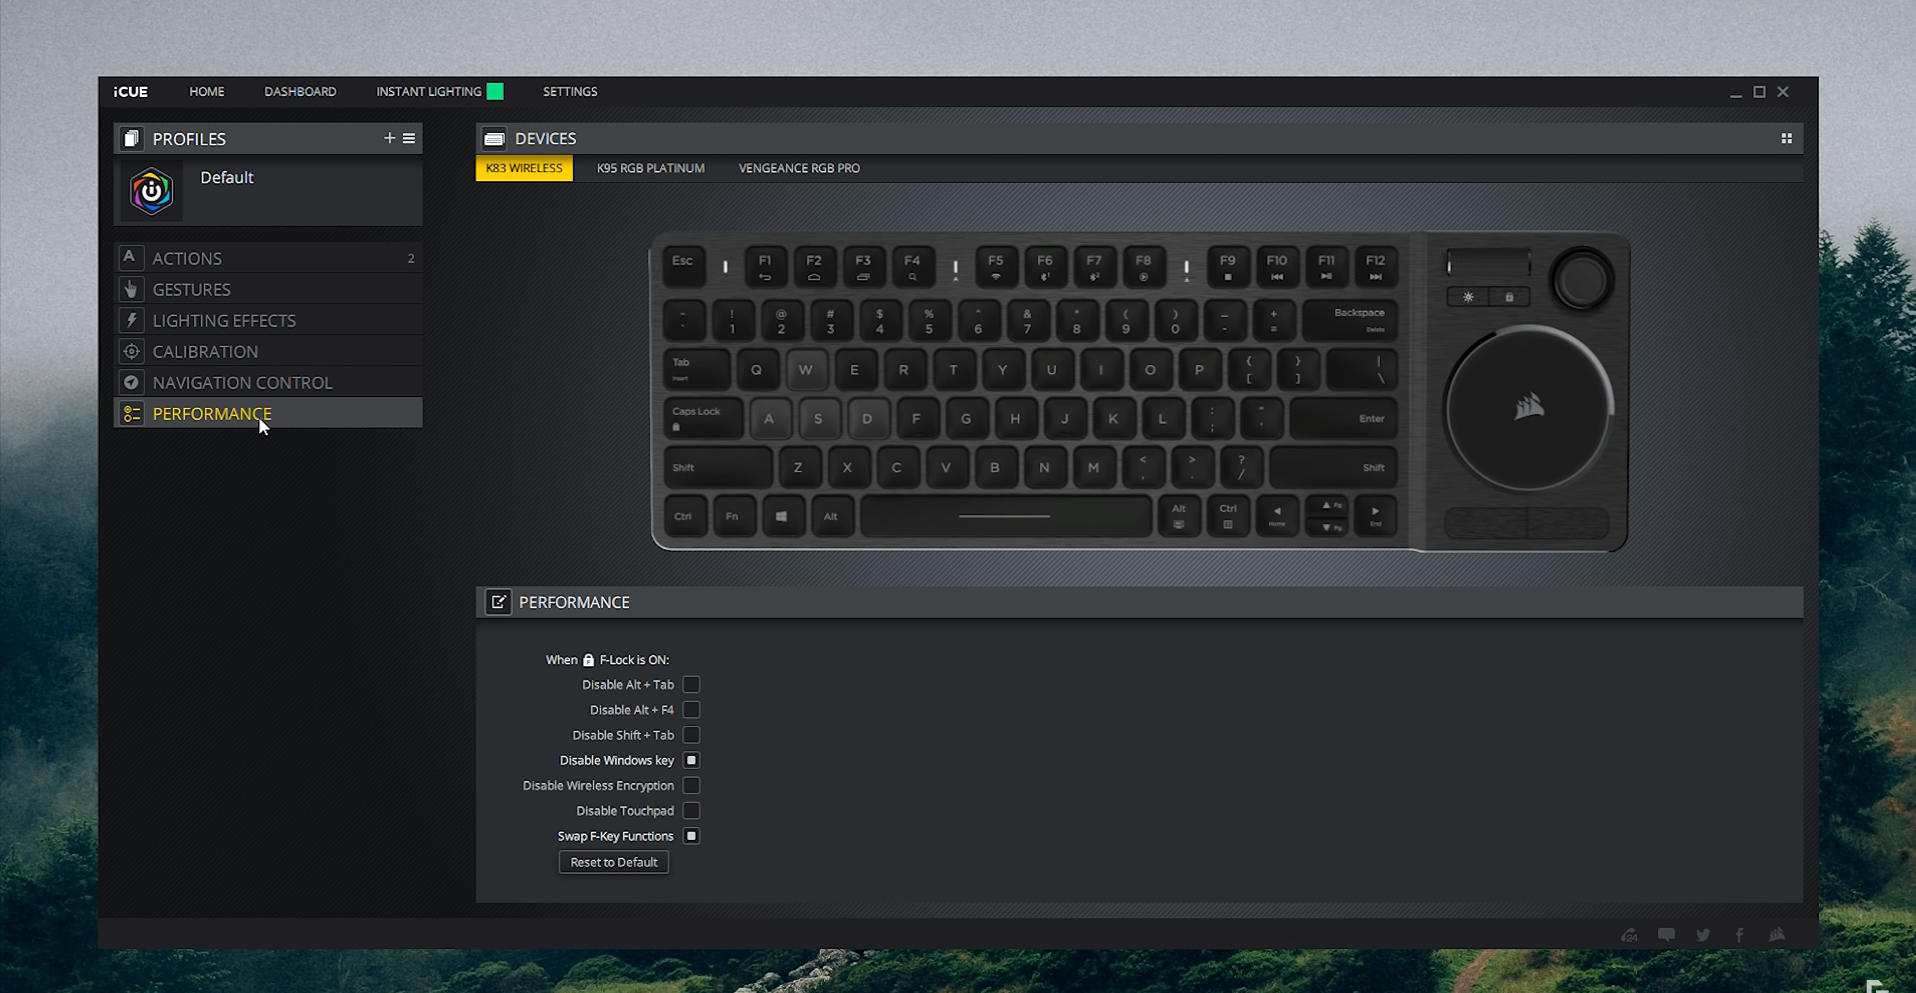 iCUE HOME DASHBOARD INSTANT LIGHTING SETTINGS
PROFILES
Default
ACTIONS 2
GESTURES
LIGHTING EFFECTS
CALIBRATION
NAVIGATION CONTROL
PERFORMANCE
DEVICES
K83 WIRELESS K95 RGB PLATINUM VENGEANCE RGB PRO
Esc F1 F2 F3 F4 F5 F6 F7 F8 F9 F10 F11 F12
! @ # $ % ^ & * ( ) _ + Backspace
` 1 2 3 4 5 6 7 8 9 0 - = Delete
Tab Q W E R T Y U I O P { } |
Insert [ ] \
Caps Lock A S D F G H J K L : " Enter
; '
Shift Z X C V B N M < > ? Shift
, . /
Ctrl Fn Alt Alt Ctrl Home Pg Pg End
PERFORMANCE
When F-Lock is ON:
Disable Alt + Tab
Disable Alt + F4
Disable Shift + Tab
Disable Windows key
Disable Wireless Encryption
Disable Touchpad
Swap F-Key Functions
Reset to Default
24